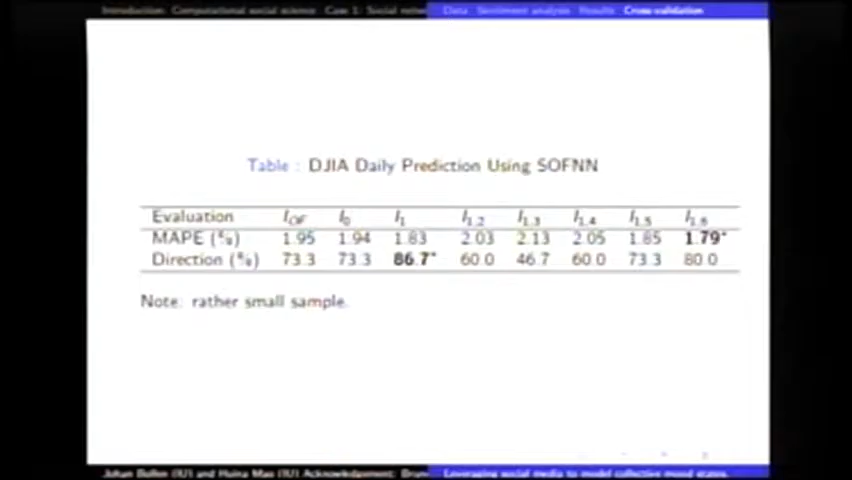 Introduction Computational social science Case 1: Social netw
Data Sentiment analysis Results Cross-validation
Table : DJIA Daily Prediction Using SOFNN
Evaluation I_OF I_0 I_1 I_1,2 I_1,3 I_1,4 I_1,5 I_1,6
MAPE (%) 1.95 1.94 1.83 2.03 2.13 2.05 1.85 1.79*
Direction (%) 73.3 73.3 86.7* 60.0 46.7 60.0 73.3 80.0
Note: rather small sample.
Johan Bollen (IU) and Huina Mao (IU) Acknowledgement: Brun
Leveraging social media to model collective mood states.